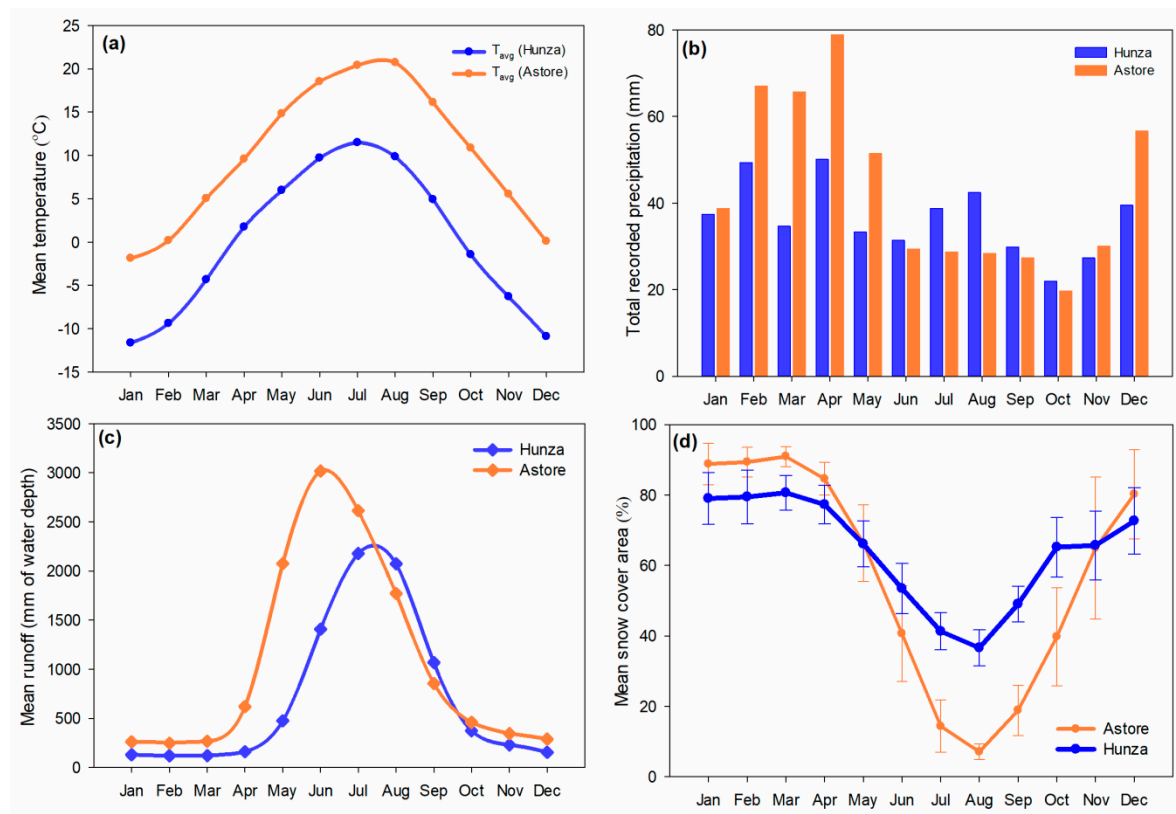 (a)
T_avg (Hunza)
T_avg (Astore)
Mean temperature (°C)
25
20
15
10
5
0
-5
-10
-15
Jan Feb Mar Apr May Jun Jul Aug Sep Oct Nov Dec
(b)
Hunza
Astore
Total recorded precipitation (mm)
80
60
40
20
0
Jan Feb Mar Apr May Jun Jul Aug Sep Oct Nov Dec
(c)
Hunza
Astore
Mean runoff (mm of water depth)
3500
3000
2500
2000
1500
1000
500
0
Jan Feb Mar Apr May Jun Jul Aug Sep Oct Nov Dec
(d)
Mean snow cover area (%)
100
80
60
40
20
0
Astore
Hunza
Jan Feb Mar Apr May Jun Jul Aug Sep Oct Nov Dec